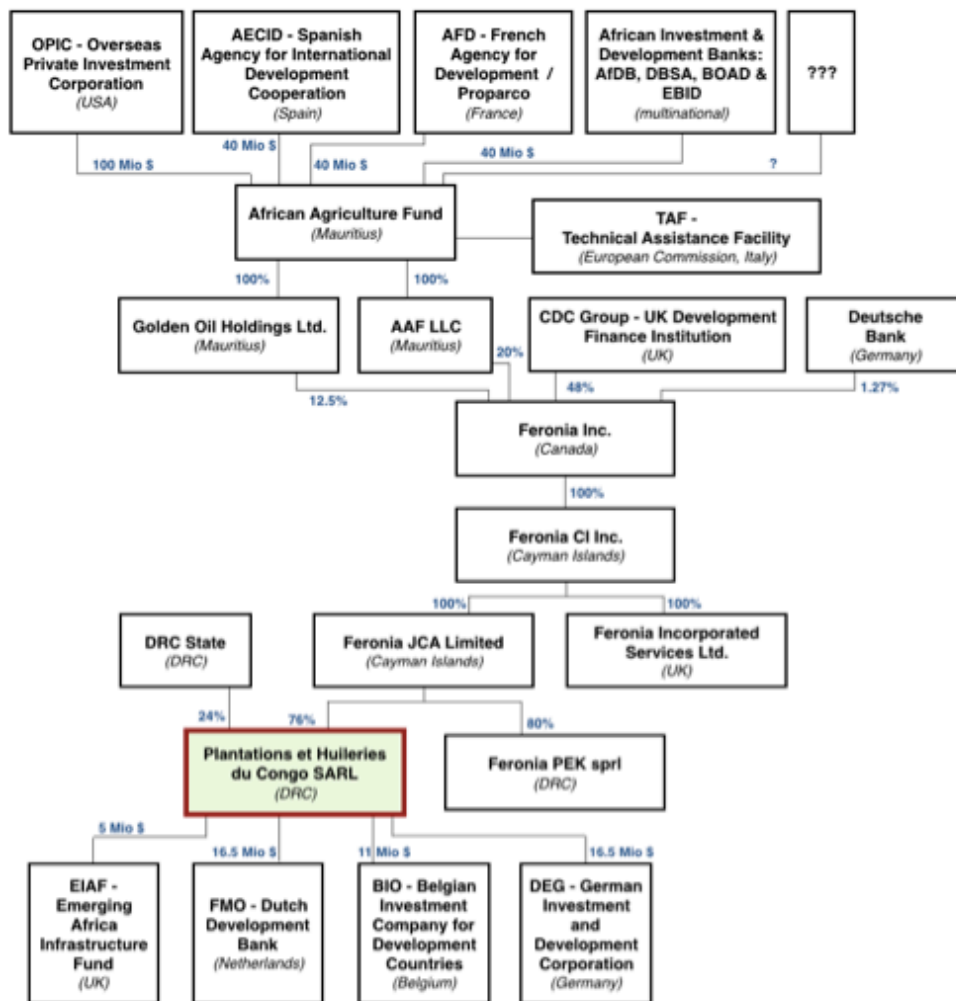 OPIC - Overseas
Private Investment
Corporation
(USA)
AECID - Spanish
Agency for International
Development
Cooperation
(Spain)
AFD - French
Agency for
Development /
Proparco
(France)
African Investment &
Development Banks:
AfDB, DBSA, BOAD &
EBID
(multinational)
???
100 Mio $
40 Mio $
40 Mio $
40 Mio $
?
African Agriculture Fund
(Mauritius)
TAF -
Technical Assistance Facility
(European Commission, Italy)
100%
100%
Golden Oil Holdings Ltd.
(Mauritius)
AAF LLC
(Mauritius)
CDC Group - UK Development
Finance Institution
(UK)
Deutsche
Bank
(Germany)
12.5%
20%
48%
1.27%
Feronia Inc.
(Canada)
100%
Feronia CI Inc.
(Cayman Islands)
100%
100%
DRC State
(DRC)
Feronia JCA Limited
(Cayman Islands)
Feronia Incorporated
Services Ltd.
(UK)
24%
76%
80%
Plantations et Huileries
du Congo SARL
(DRC)
Feronia PEK sprl
(DRC)
5 Mio $
16.5 Mio $
11 Mio $
16.5 Mio $
EIAF -
Emerging
Africa
Infrastructure
Fund
(UK)
FMO - Dutch
Development
Bank
(Netherlands)
BIO - Belgian
Investment
Company for
Development
Countries
(Belgium)
DEG - German
Investment
and
Development
Corporation
(Germany)